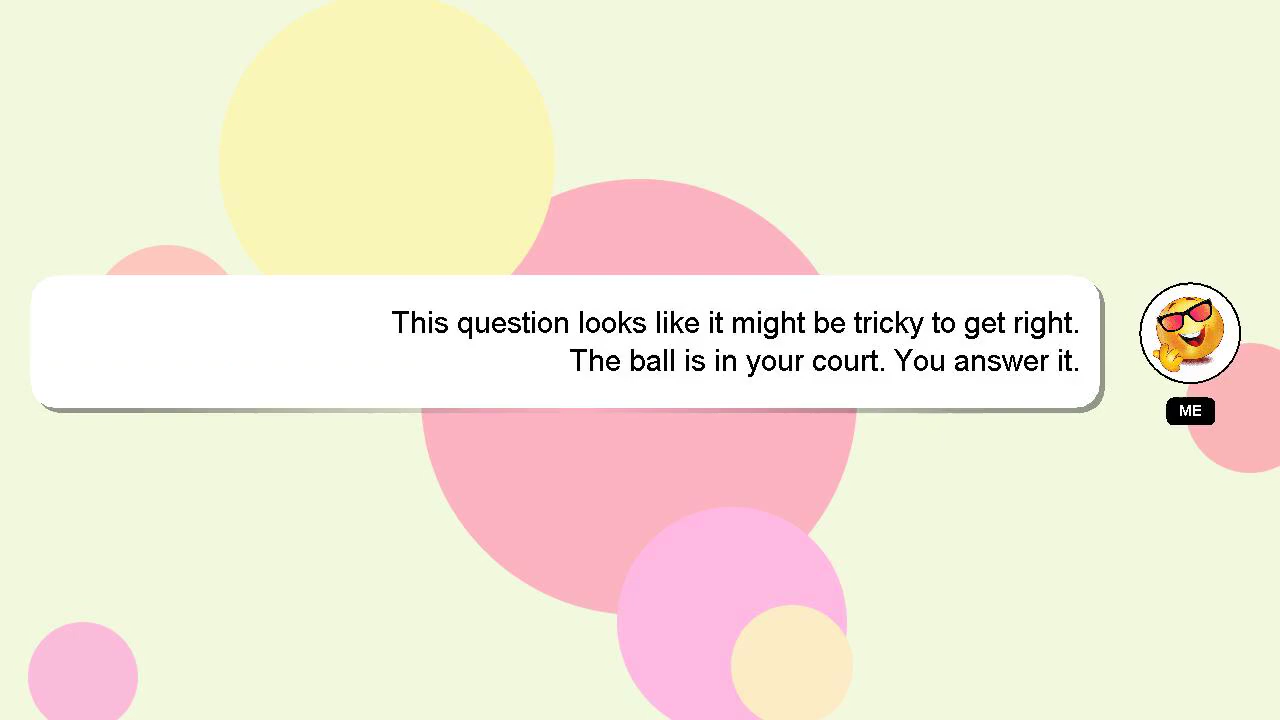 This question looks like it might be tricky to get right.
The ball is in your court. You answer it.
ME